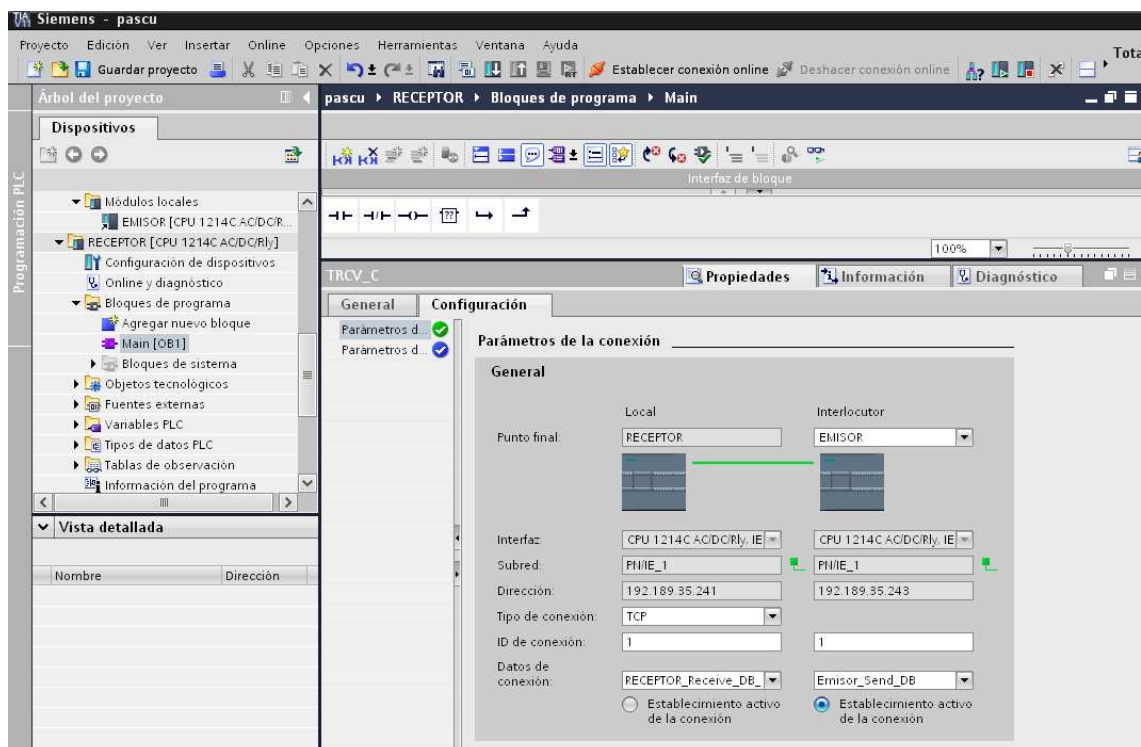 Siemens - pascu
Proyecto Edición Ver Insertar Online Opciones Herramientas Ventana Ayuda
Guardar proyecto Establecer conexión online Deshacer conexión online
Tota
Árbol del proyecto
pascu RECEPTOR Bloques de programa Main
Dispositivos
Programación PLC
Interfaz de bloque
Módulos locales
EMISOR [CPU 1214C AC/DC/R...
RECEPTOR [CPU 1214C AC/DC/Rly]
Configuración de dispositivos
Online y diagnóstico
Bloques de programa
Agregar nuevo bloque
Main [OB1]
Bloques de sistema
Objetos tecnológicos
Fuentes externas
Variables PLC
Tipos de datos PLC
Tablas de observación
Información del programa
Vista detallada
Nombre Dirección
??
100%
TRCV_C
Propiedades Información Diagnóstico
General Configuración
Parámetros d...
Parámetros d...
Parámetros de la conexión
General
Local Interlocutor
Punto final: RECEPTOR EMISOR
Interfaz: CPU 1214C AC/DC/Rly, IE CPU 1214C AC/DC/Rly, IE
Subred: PN/IE_1 PN/IE_1
Dirección: 192.189.35.241 192.189.35.243
Tipo de conexión: TCP
ID de conexión: 1 1
Datos de
conexión: RECEPTOR_Receive_DB_ Emisor_Send_DB
Establecimiento activo Establecimiento activo
de la conexión de la conexión